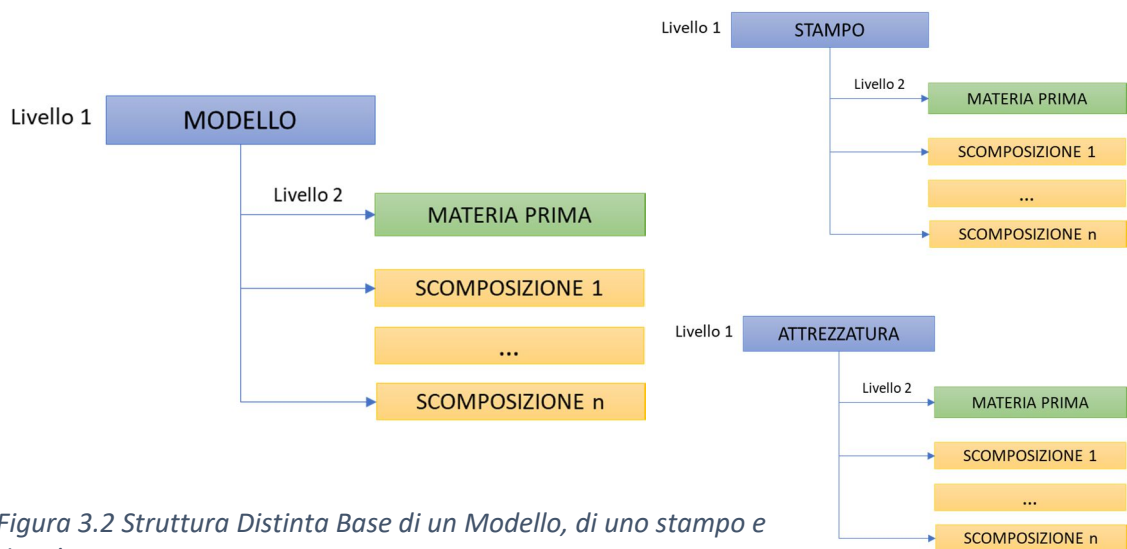 Livello 1
MODELLO
Livello 2
MATERIA PRIMA
SCOMPOSIZIONE 1
...
SCOMPOSIZIONE n
Livello 1
STAMPO
Livello 2
MATERIA PRIMA
SCOMPOSIZIONE 1
...
SCOMPOSIZIONE n
Livello 1
ATTREZZATURA
Livello 2
MATERIA PRIMA
SCOMPOSIZIONE 1
...
SCOMPOSIZIONE n
Figura 3.2 Struttura Distinta Base di un Modello, di uno stampo e